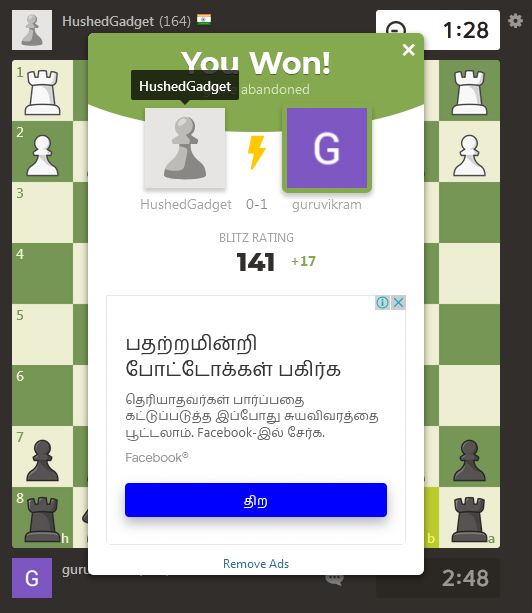 HushedGadget (164)
1:28
You Won!
HushedGadget
abandoned
G
HushedGadget 0-1 guruvikram
BLITZ RATING
141 +17
பதற்றமின்றி
போட்டோக்கள் பகிர்க
தெரியாதவர்கள் பார்ப்பதை
கட்டுப்படுத்த இப்போது சுயவிவரத்தை
பூட்டலாம். Facebook-இல் சேர்க.
Facebook®
திற
Remove Ads
1
2
3
4
5
6
7
8
h
b
a
G
guru
2:48